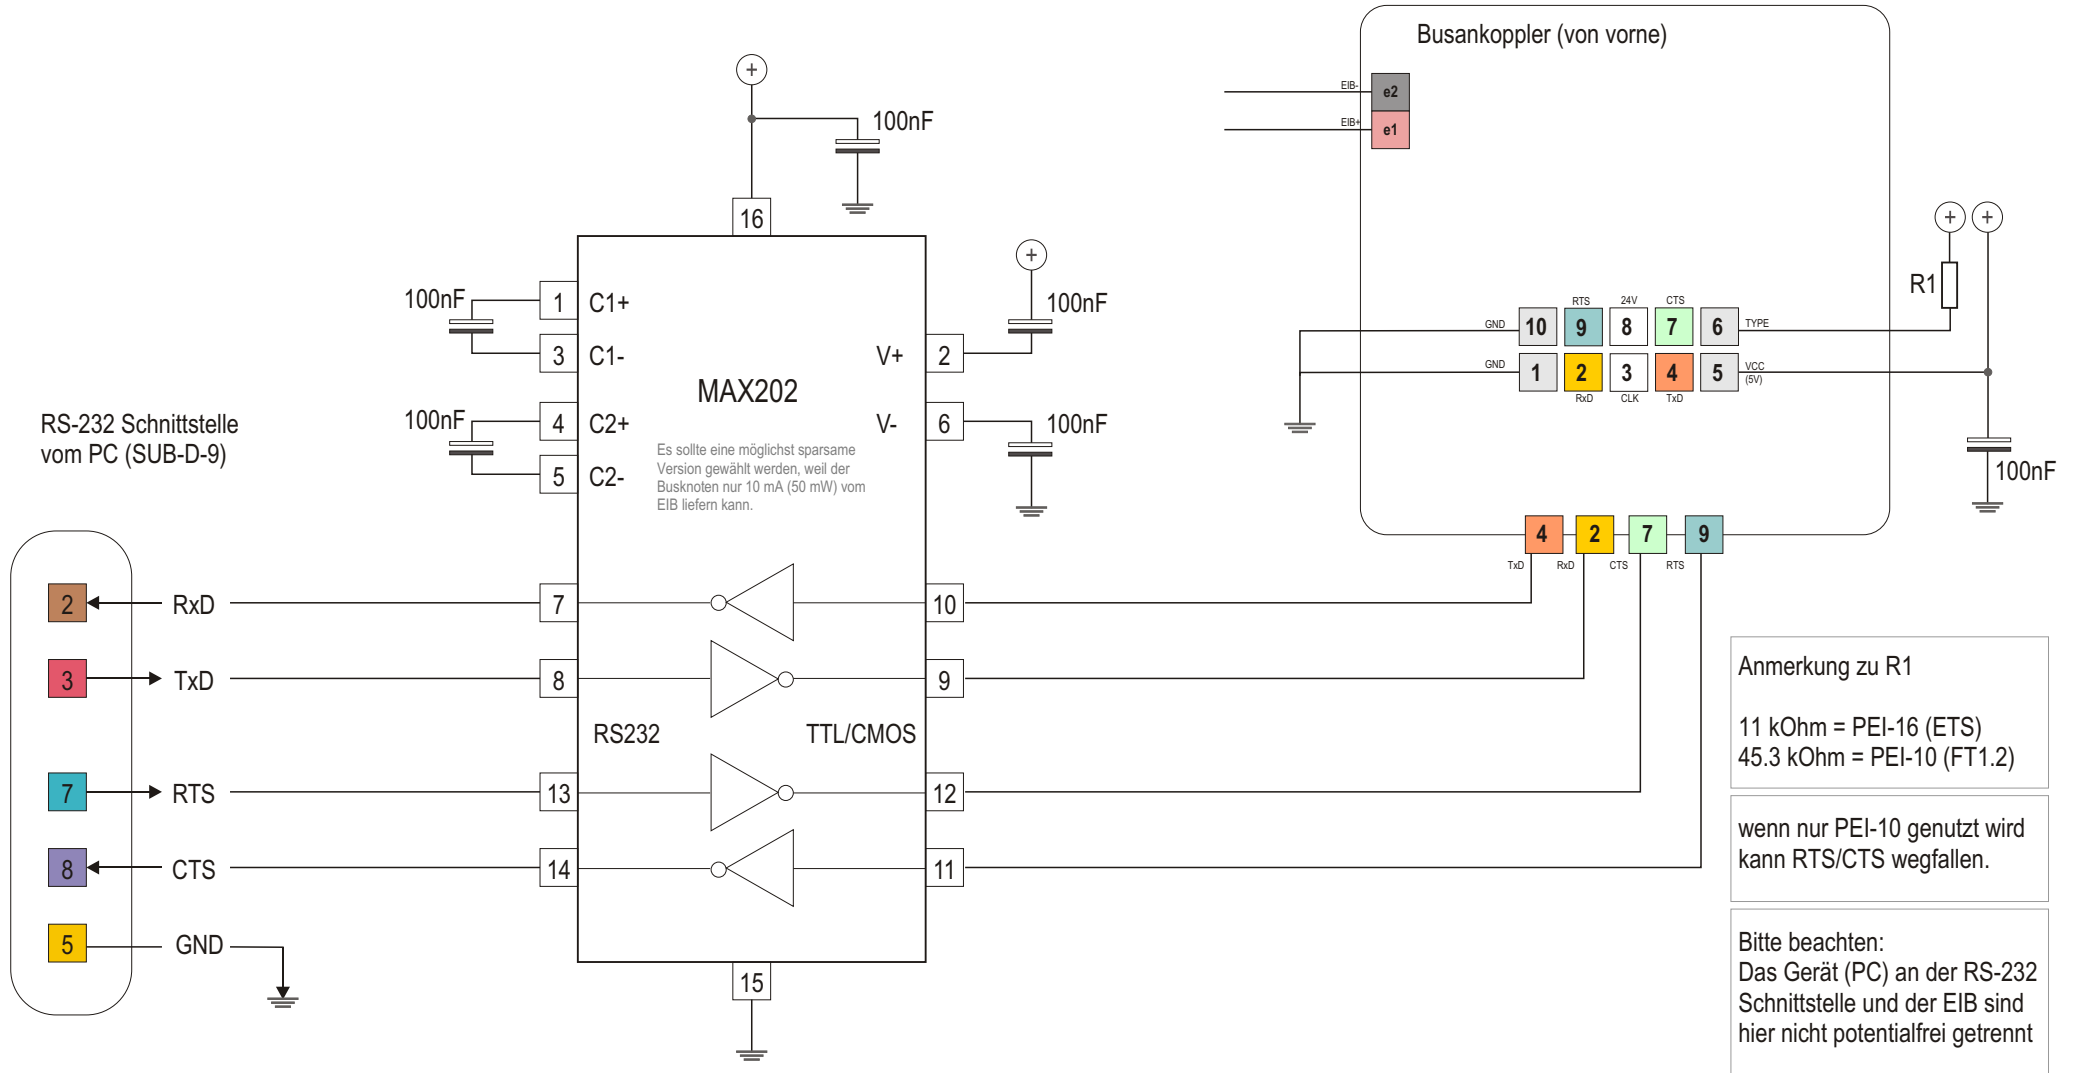 Busankoppler (von vorne)
EIB-
e2
EIB+
e1
+
100nF
16
+
100nF
1
C1+
3
C1-
V+
2
100nF
MAX202
4
C2+
5
C2-
V-
6
100nF
100nF
Es sollte eine möglichst sparsame
Version gewählt werden, weil der
Busknoten nur 10 mA (50 mW) vom
EIB liefern kann.
+
+
R1
RTS
24V
CTS
GND
10
9
8
7
6
TYPE
GND
1
2
3
4
5
VCC
(5V)
RxD
CLK
TxD
100nF
4
2
7
9
TxD
RxD
CTS
RTS
RS-232 Schnittstelle
vom PC (SUB-D-9)
2
RxD
7
10
3
TxD
8
9
RS232
TTL/CMOS
7
RTS
13
12
8
CTS
14
11
5
GND
15
Anmerkung zu R1
11 kOhm = PEI-16 (ETS)
45.3 kOhm = PEI-10 (FT1.2)
wenn nur PEI-10 genutzt wird
kann RTS/CTS wegfallen.
Bitte beachten:
Das Gerät (PC) an der RS-232
Schnittstelle und der EIB sind
hier nicht potentialfrei getrennt